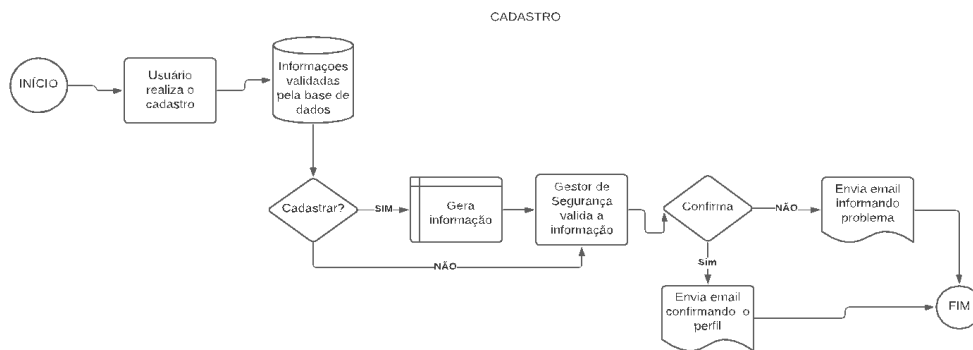 CADASTRO
INÍCIO
Usuário
realiza o
cadastro
Informaçoes
validadas
pela base de
dados
Cadastrar?
SIM
Gera
informação
Gestor de
Segurança
valida a
informação
Confirma
NÃO
Envia email
informando
problema
NÃO
Sim
Envia email
confirmando o
perfil
FIM